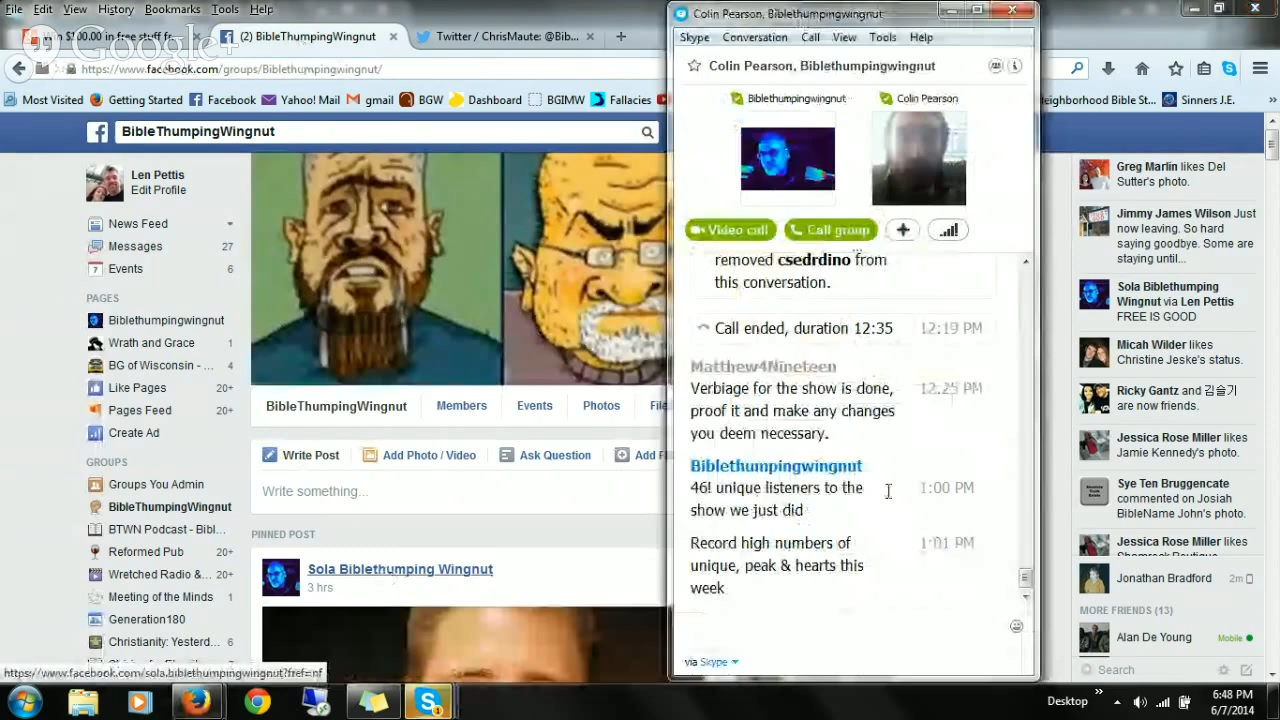 File Edit View History Bookmarks Tools Help
Google+
$100.00 in free stuff fr
(2) BibleThumpingWingnut
Twitter / ChrisMaute: @Bib...
https://www.facebook.com/groups/Biblethumpingwingnut/
Most Visited Getting Started Facebook Yahoo! Mail gmail BGW Dashboard BGIMW Fallacies
Neighborhood Bible St... Sinners J.E.
BibleThumpingWingnut
Len Pettis
Edit Profile
News Feed
Messages 27
Events 6
PAGES
Biblethumpingwingnut
Wrath and Grace 1
BG of Wisconsin - ... 4
Like Pages 20+
Pages Feed 20+
Create Ad
GROUPS
Groups You Admin
BibleThumpingWingnut
BTWN Podcast - Bibl...
Reformed Pub 20+
Wretched Radio &... 20+
Meeting of the Minds 1
Generation180
Christianity: Yesterd... 6
https://www.facebook.com/sola.biblethumpingwingnut?fref=nf
BibleThumpingWingnut Members Events Photos
Write Post Add Photo / Video Ask Question Add
Write something...
PINNED POST
Sola Biblethumping Wingnut
3 hrs
Colin Pearson, Biblethumpingwingnut
Skype Conversation Call View Tools Help
Colin Pearson, Biblethumpingwingnut
Biblethumpingwingnut Colin Pearson
Video call Call group
removed csedrdino from
this conversation.
Call ended, duration 12:35 12:19 PM
Matthew4Nineteen
Verbiage for the show is done, 12:25 PM
proof it and make any changes
you deem necessary.
Biblethumpingwingnut
46! unique listeners to the 1:00 PM
show we just did
Record high numbers of 1:01 PM
unique, peak & hearts this
week
via Skype
Greg Marlin likes Del
Sutter's photo.
Jimmy James Wilson Just
now leaving. So hard
saying goodbye. Some are
staying until...
Sola Biblethumping
Wingnut via Len Pettis
FREE IS GOOD
Micah Wilder likes
Christine Jeske's status.
Ricky Gantz and 김슬기
are now friends.
Jessica Rose Miller likes
Jamie Kennedy's photo.
Sye Ten Bruggencate
commented on Josiah
BibleName John's photo.
Jessica Rose Miller likes
Jonathan Bradford 2m
MORE FRIENDS (13)
Alan De Young Mobile
Search
Desktop
6:48 PM
6/7/2014